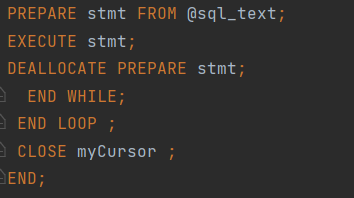 PREPARE stmt FROM @sql_text;
EXECUTE stmt;
DEALLOCATE PREPARE stmt;
END WHILE;
END LOOP ;
CLOSE myCursor ;
END;